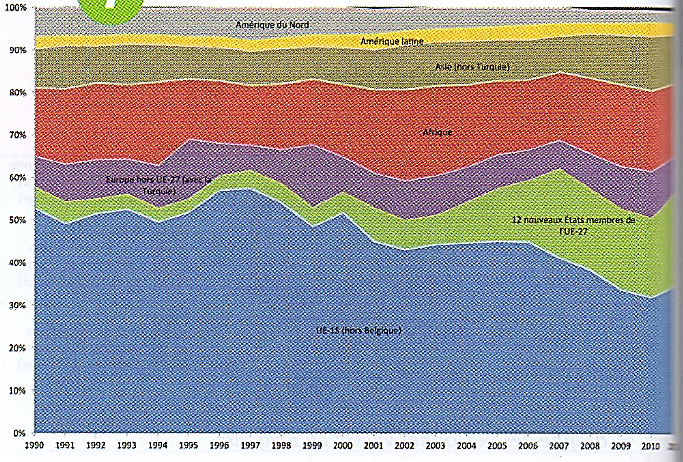 100%
90%
80%
70%
60%
50%
40%
30%
20%
10%
0%
Amérique du Nord
Amérique latine
Asie (hors Turquie)
Afrique
Europe hors UE-27 (avec la
Turquie)
12 nouveaux États membres de
l'UE-27
UE-15 (hors Belgique)
1990 1991 1992 1993 1994 1995 1996 1997 1998 1999 2000 2001 2002 2003 2004 2005 2006 2007 2008 2009 2010